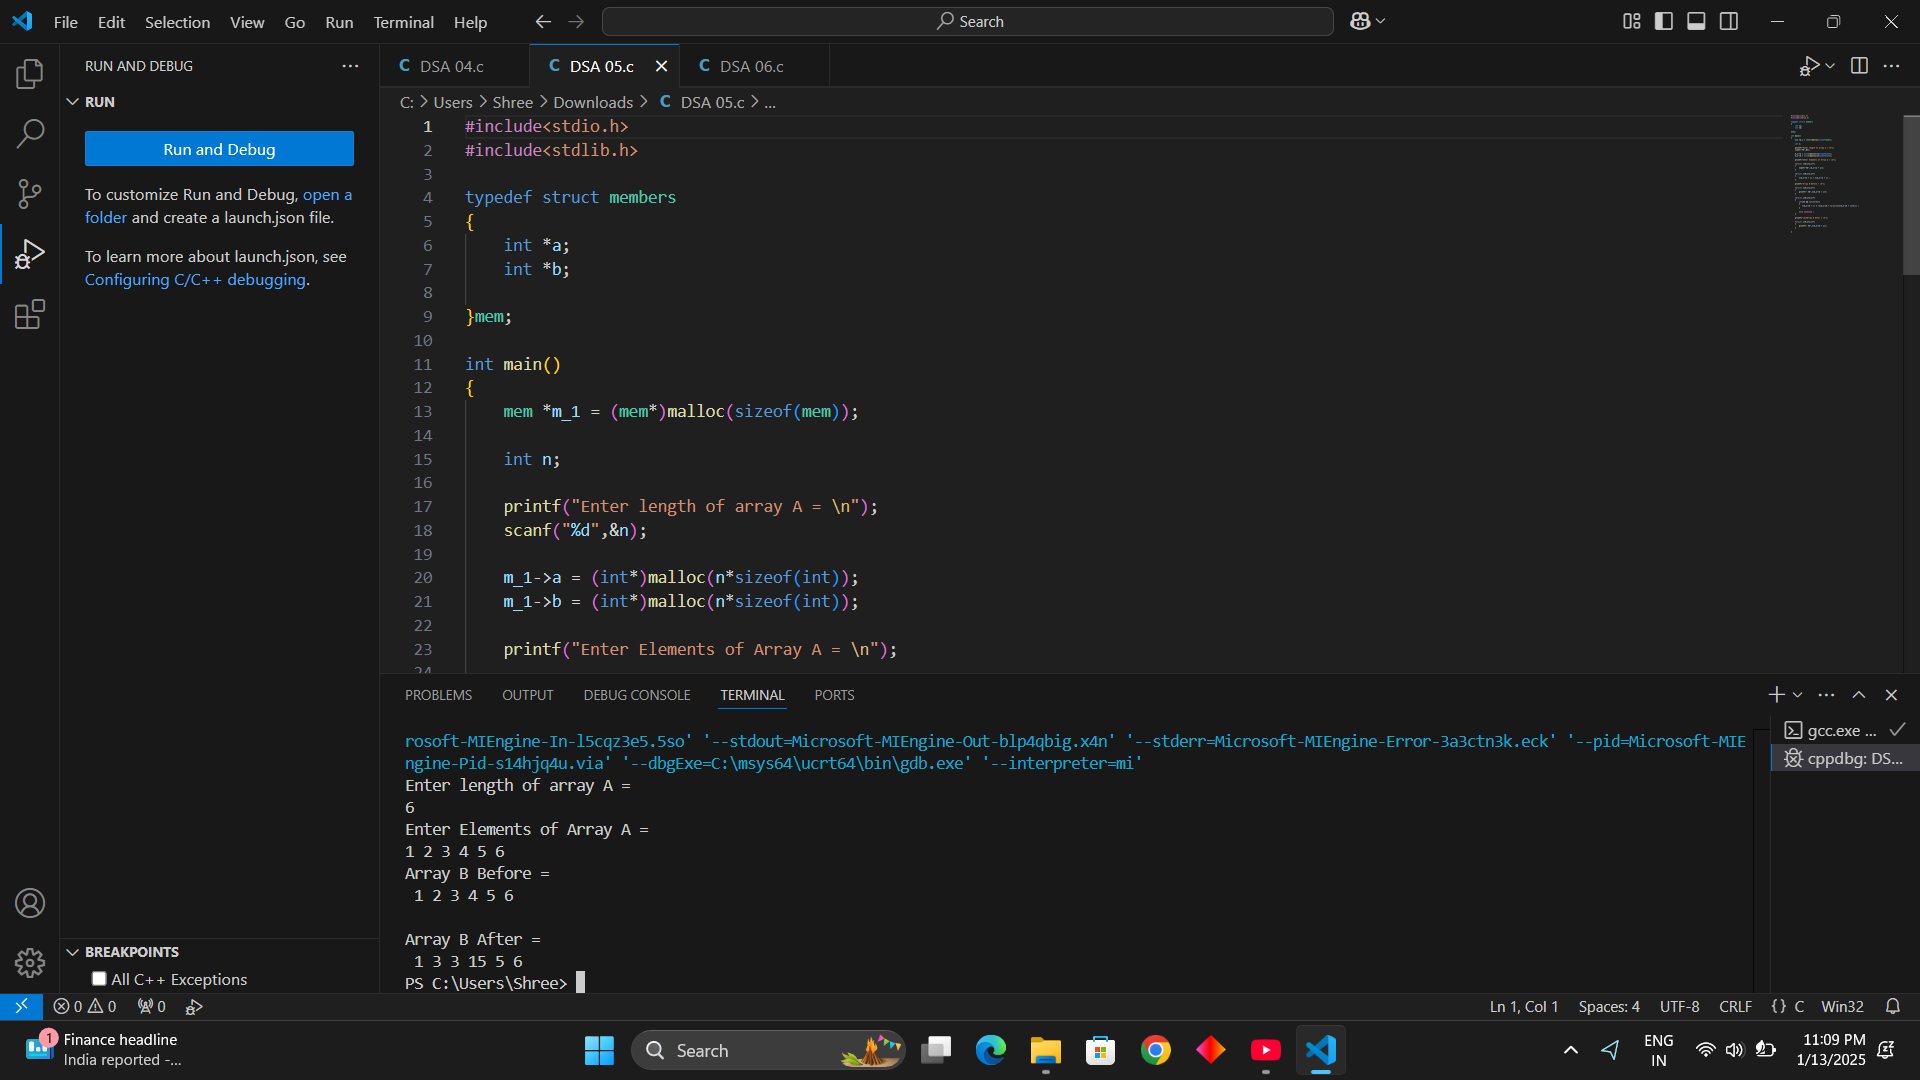 File Edit Selection View Go Run Terminal Help
Search
RUN AND DEBUG
RUN
Run and Debug
To customize Run and Debug, open a
folder and create a launch.json file.
To learn more about launch.json, see
Configuring C/C++ debugging.
BREAKPOINTS
All C++ Exceptions
C DSA 04.c
C DSA 05.c
C DSA 06.c
C: > Users > Shree > Downloads > C DSA 05.c > ...
1 #include<stdio.h>
2 #include<stdlib.h>
3
4 typedef struct members
5 {
6 int *a;
7 int *b;
8
9 }mem;
10
11 int main()
12 {
13 mem *m_1 = (mem*)malloc(sizeof(mem));
14
15 int n;
16
17 printf("Enter length of array A = \n");
18 scanf("%d",&n);
19
20 m_1->a = (int*)malloc(n*sizeof(int));
21 m_1->b = (int*)malloc(n*sizeof(int));
22
23 printf("Enter Elements of Array A = \n");
24
PROBLEMS OUTPUT DEBUG CONSOLE TERMINAL PORTS
rosoft-MIEngine-In-l5cqz3e5.5so' '--stdout=Microsoft-MIEngine-Out-blp4qbig.x4n' '--stderr=Microsoft-MIEngine-Error-3a3ctn3k.eck' '--pid=Microsoft-MIE
ngine-Pid-s14hjq4u.via' '--dbgExe=C:\msys64\ucrt64\bin\gdb.exe' '--interpreter=mi'
Enter length of array A =
6
Enter Elements of Array A =
1 2 3 4 5 6
Array B Before =
1 2 3 4 5 6
Array B After =
1 3 3 15 5 6
PS C:\Users\Shree>
gcc.exe ...
cppdbg: DS...
0 0 0
Ln 1, Col 1 Spaces: 4 UTF-8 CRLF {} C Win32
1
Finance headline
India reported -...
Search
ENG
IN
11:09 PM
1/13/2025